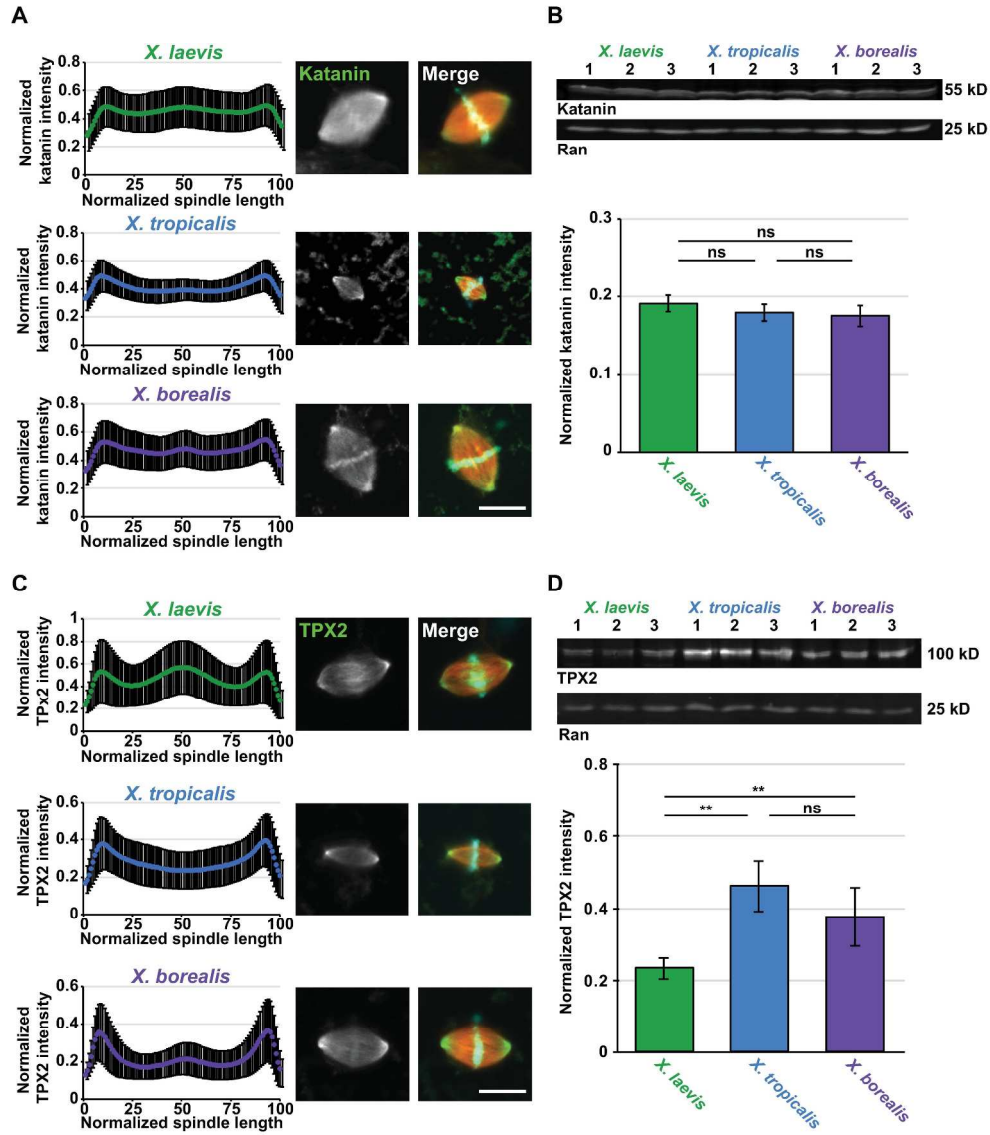 A
X. laevis
Normalized
katanin intensity
0.8
0.6
0.4
0.2
0
0 25 50 75 100
Normalized spindle length
Katanin
Merge
X. tropicalis
Normalized
katanin intensity
0.8
0.6
0.4
0.2
0
0 25 50 75 100
Normalized spindle length
X. borealis
Normalized
katanin intensity
0.8
0.6
0.4
0.2
0
0 25 50 75 100
Normalized spindle length
B
X. laevis X. tropicalis X. borealis
1 2 3 1 2 3 1 2 3
55 kD
Katanin
25 kD
Ran
Normalized katanin intensity
0.3
0.2
0.1
0
ns
ns ns
X. laevis
X. tropicalis
X. borealis
C
X. laevis
Normalized
TPx2 intensity
1
0.8
0.6
0.4
0.2
0
0 25 50 75 100
Normalized spindle length
TPX2
Merge
X. tropicalis
Normalized
TPX2 intensity
0.6
0.4
0.2
0
0 25 50 75 100
Normalized spindle length
X. borealis
Normalized
TPX2 intensity
0.6
0.4
0.2
0
0 25 50 75 100
Normalized spindle length
D
X. laevis X. tropicalis X. borealis
1 2 3 1 2 3 1 2 3
100 kD
TPX2
25 kD
Ran
Normalized TPX2 intensity
0.8
0.6
0.4
0.2
0
**
** ns
X. laevis
X. tropicalis
X. borealis